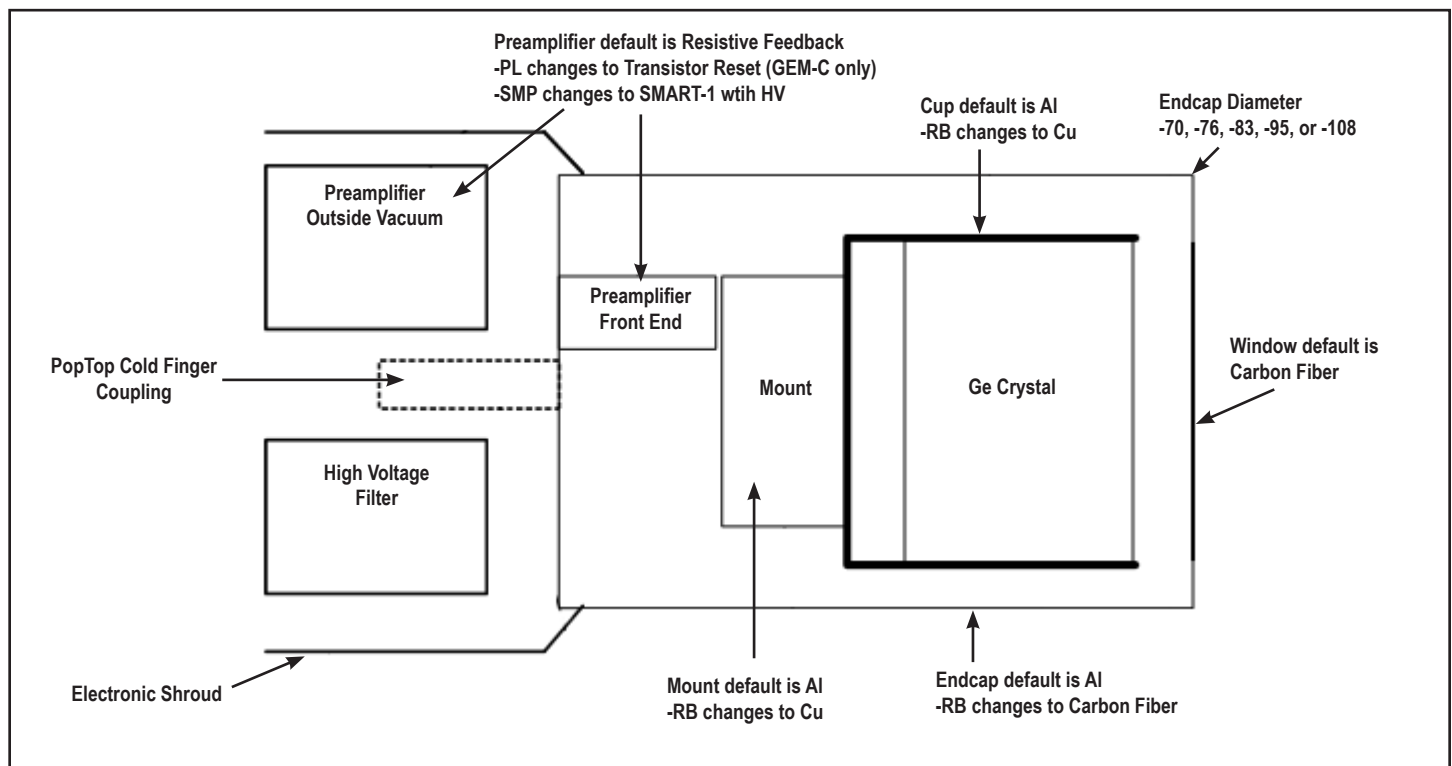 Preamplifier default is Resistive Feedback
-PL changes to Transistor Reset (GEM-C only)
-SMP changes to SMART-1 wtih HV
Cup default is Al
-RB changes to Cu
Endcap Diameter
-70, -76, -83, -95, or -108
Preamplifier
Outside Vacuum
Preamplifier
Front End
PopTop Cold Finger
Coupling
Mount
Ge Crystal
Window default is
Carbon Fiber
High Voltage
Filter
Electronic Shroud
Mount default is Al
-RB changes to Cu
Endcap default is Al
-RB changes to Carbon Fiber